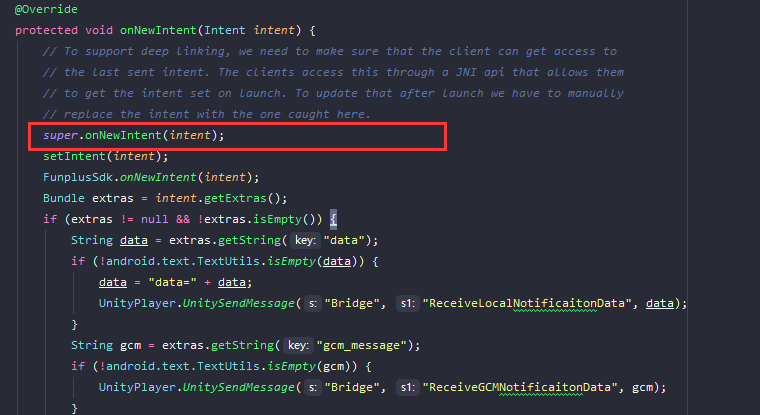 @Override
protected void onNewIntent(Intent intent) {
// To support deep linking, we need to make sure that the client can get access to
// the last sent intent. The clients access this through a JNI api that allows them
// to get the intent set on launch. To update that after launch we have to manually
// replace the intent with the one caught here.
super.onNewIntent(intent);
setIntent(intent);
FunplusSdk.onNewIntent(intent);
Bundle extras = intent.getExtras();
if (extras != null && !extras.isEmpty()) {
String data = extras.getString( key: "data");
if (!android.text.TextUtils.isEmpty(data)) {
data = "data=" + data;
UnityPlayer.UnitySendMessage( s: "Bridge", s1: "ReceiveLocalNotificaitonData", data);
}
String gcm = extras.getString( key: "gcm_message");
if (!android.text.TextUtils.isEmpty(gcm)) {
UnityPlayer.UnitySendMessage( s: "Bridge", s1: "ReceiveGCMNotificaitonData", gcm);
}